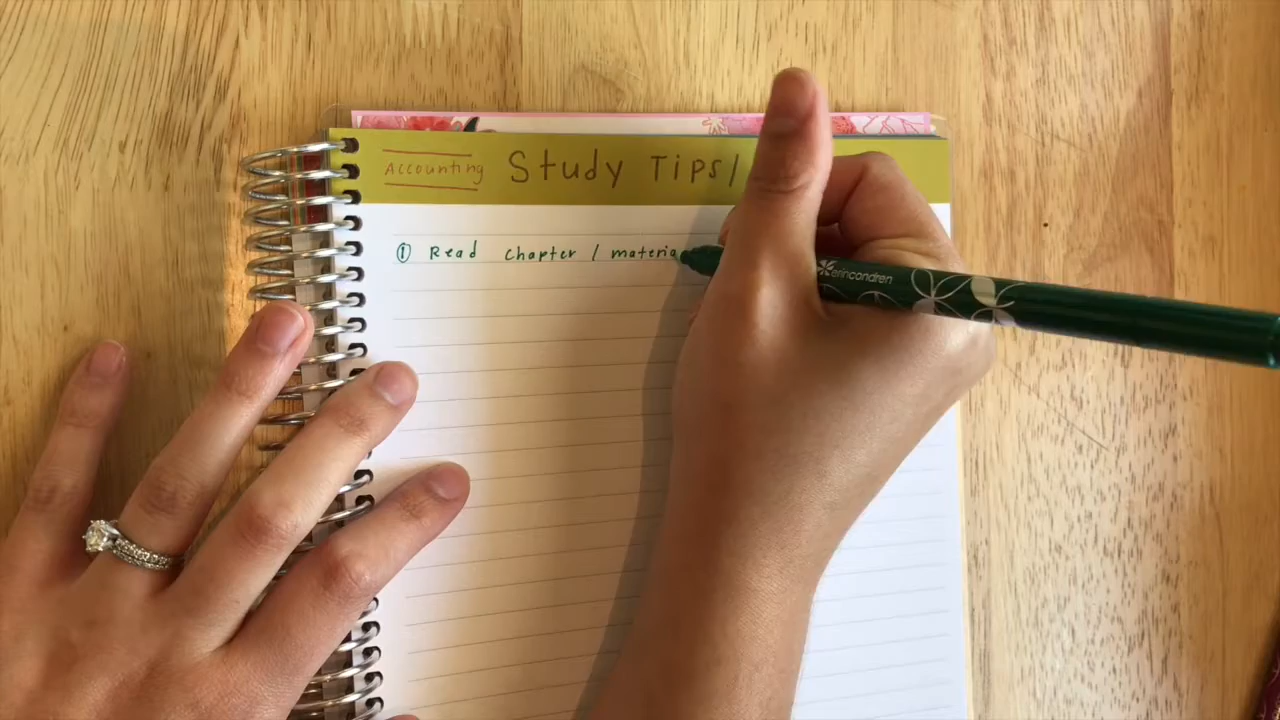 Accounting Study Tips/
① Read chapter / materia
erincondren